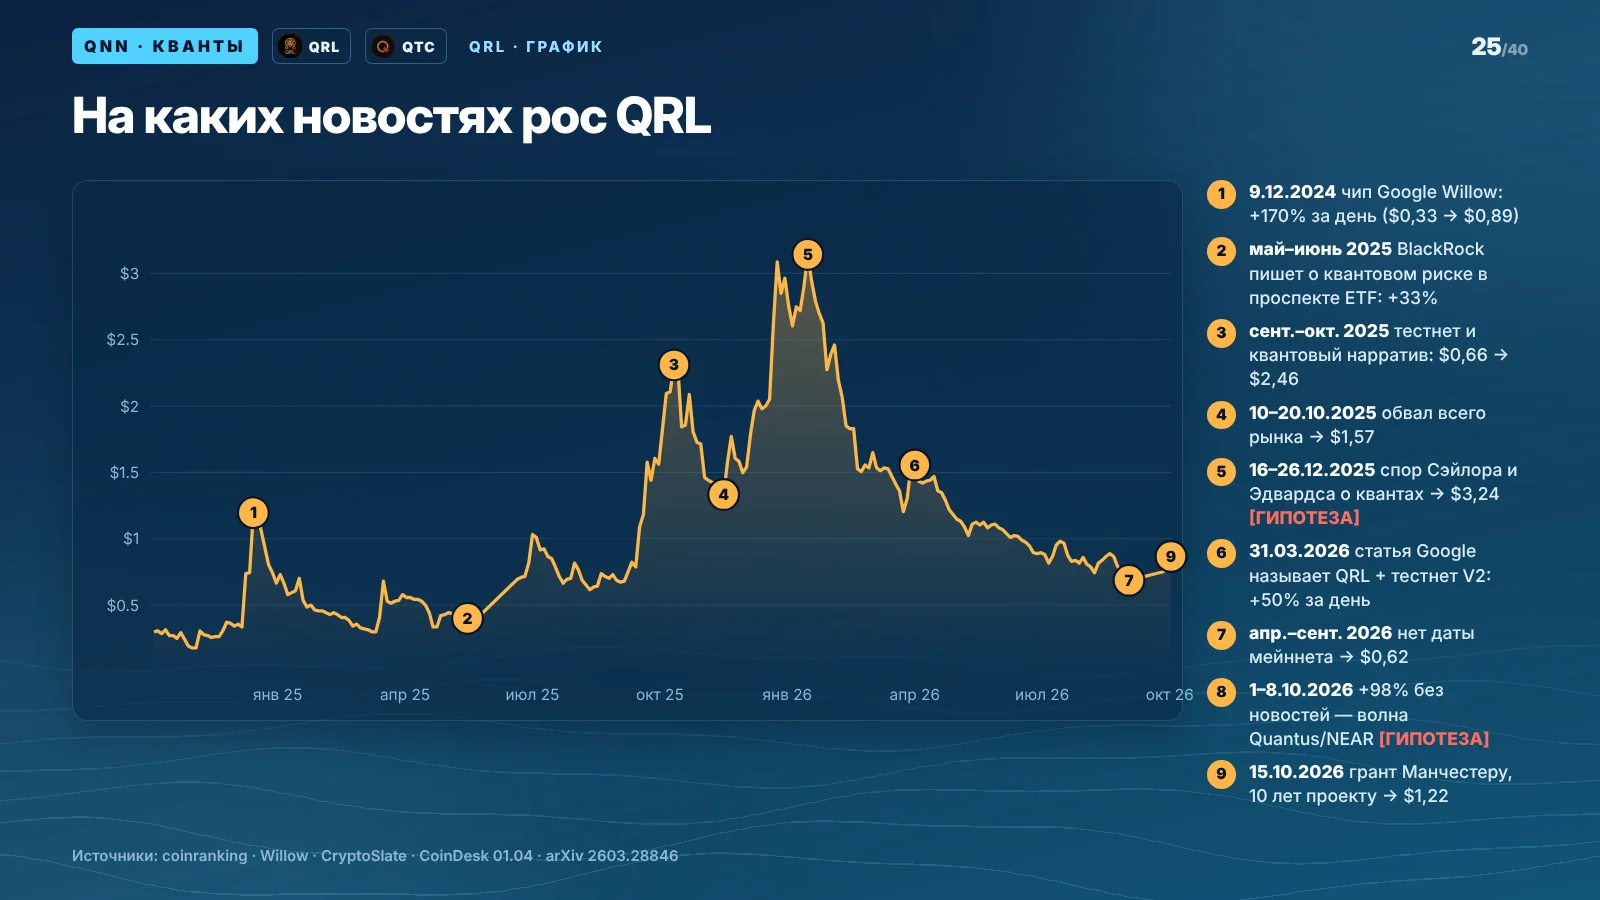 QNN · КВАНТЫ
QRL
QTC
QRL · ГРАФИК
25/40
На каких новостях рос QRL
$3
$2.5
$2
$1.5
$1
$0.5
1
2
3
4
5
6
7
9
янв 25
апр 25
июл 25
окт 25
янв 26
апр 26
июл 26
окт 26
1 9.12.2024 чип Google Willow:
+170% за день ($0,33 → $0,89)
2 май–июнь 2025 BlackRock
пишет о квантовом риске в
проспекте ETF: +33%
3 сент.–окт. 2025 тестнет и
квантовый нарратив: $0,66 →
$2,46
4 10–20.10.2025 обвал всего
рынка → $1,57
5 16–26.12.2025 спор Сэйлора и
Эдвардса о квантах → $3,24
[ГИПОТЕЗА]
6 31.03.2026 статья Google
называет QRL + тестнет V2:
+50% за день
7 апр.–сент. 2026 нет даты
мейннета → $0,62
8 1–8.10.2026 +98% без
новостей — волна
Quantus/NEAR [ГИПОТЕЗА]
9 15.10.2026 грант Манчестеру,
10 лет проекту → $1,22
Источники: coinranking · Willow · CryptoSlate · CoinDesk 01.04 · arXiv 2603.28846